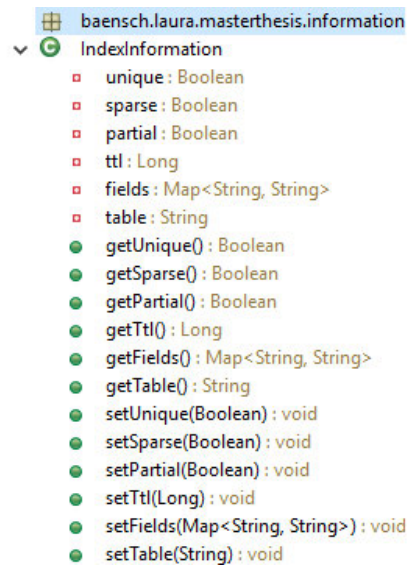 baensch.laura.masterthesis.information
IndexInformation
unique : Boolean
sparse : Boolean
partial : Boolean
ttl : Long
fields : Map<String, String>
table : String
getUnique() : Boolean
getSparse() : Boolean
getPartial() : Boolean
getTtl() : Long
getFields() : Map<String, String>
getTable() : String
setUnique(Boolean) : void
setSparse(Boolean) : void
setPartial(Boolean) : void
setTtl(Long) : void
setFields(Map<String, String>) : void
setTable(String) : void